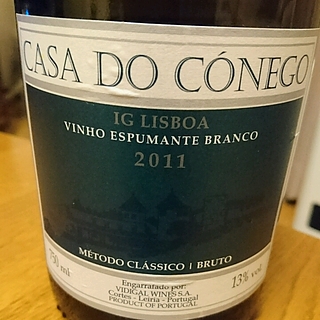 CASA DO CÓNEGO
IG LISBOA
VINHO ESPUMANTE BRANCO
2011
MÉTODO CLÁSSICO | BRUTO
750 ml
Engarrafado por:
VIDIGAL WINES S.A.
Cortes - Leiria - Portugal
PRODUCT OF PORTUGAL
13% vol.